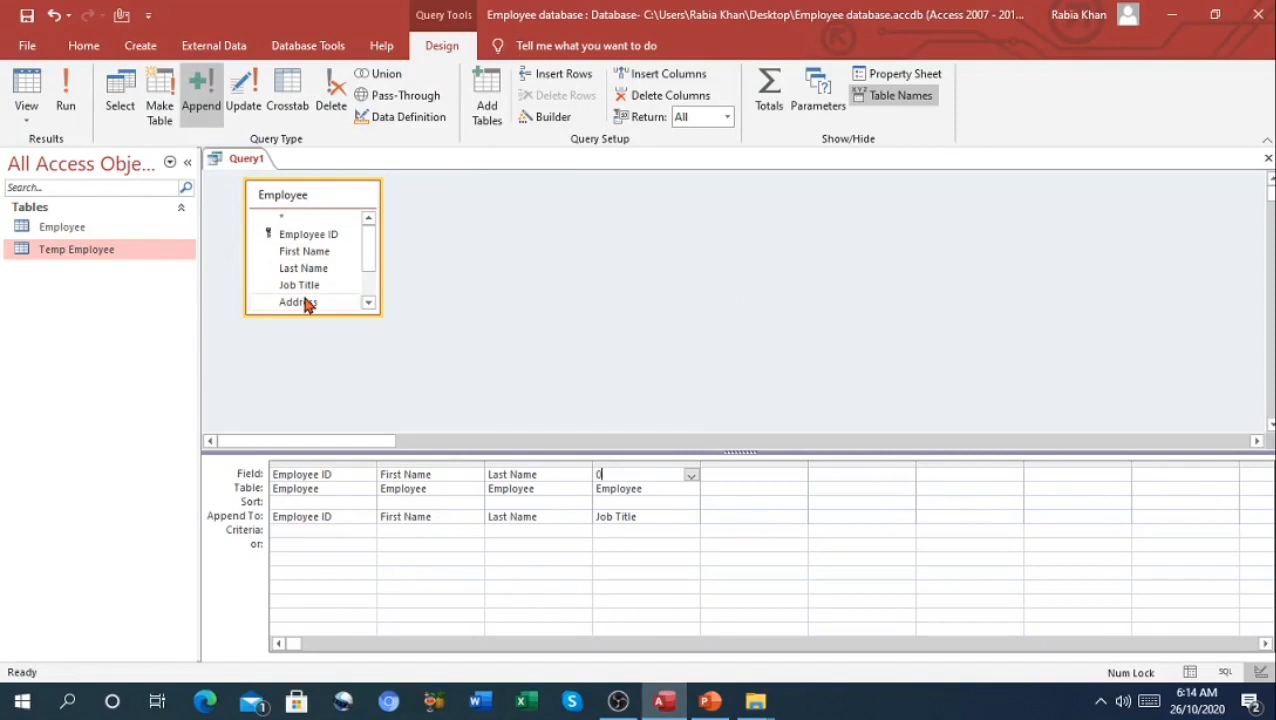 Query Tools
Employee database : Database- C:\Users\Rabia Khan\Desktop\Employee database.accdb (Access 2007 - 201...
Rabia Khan
File Home Create External Data Database Tools Help Design Tell me what you want to do
View
Run
Results
Select
Make Table
Append
Update
Crosstab
Delete
Union
Pass-Through
Data Definition
Query Type
Add Tables
Insert Rows
Delete Rows
Builder
Insert Columns
Delete Columns
Return: All
Query Setup
Totals
Parameters
Property Sheet
XYZ Table Names
Show/Hide
All Access Obje... «
Search...
Tables
Employee
Temp Employee
Query1
Employee
*
Employee ID
First Name
Last Name
Job Title
Address
Field: Employee ID First Name Last Name 0
Table: Employee Employee Employee Employee
Sort:
Append To: Employee ID First Name Last Name Job Title
Criteria:
or:
Ready
Num Lock
SQL
6:14 AM
26/10/2020